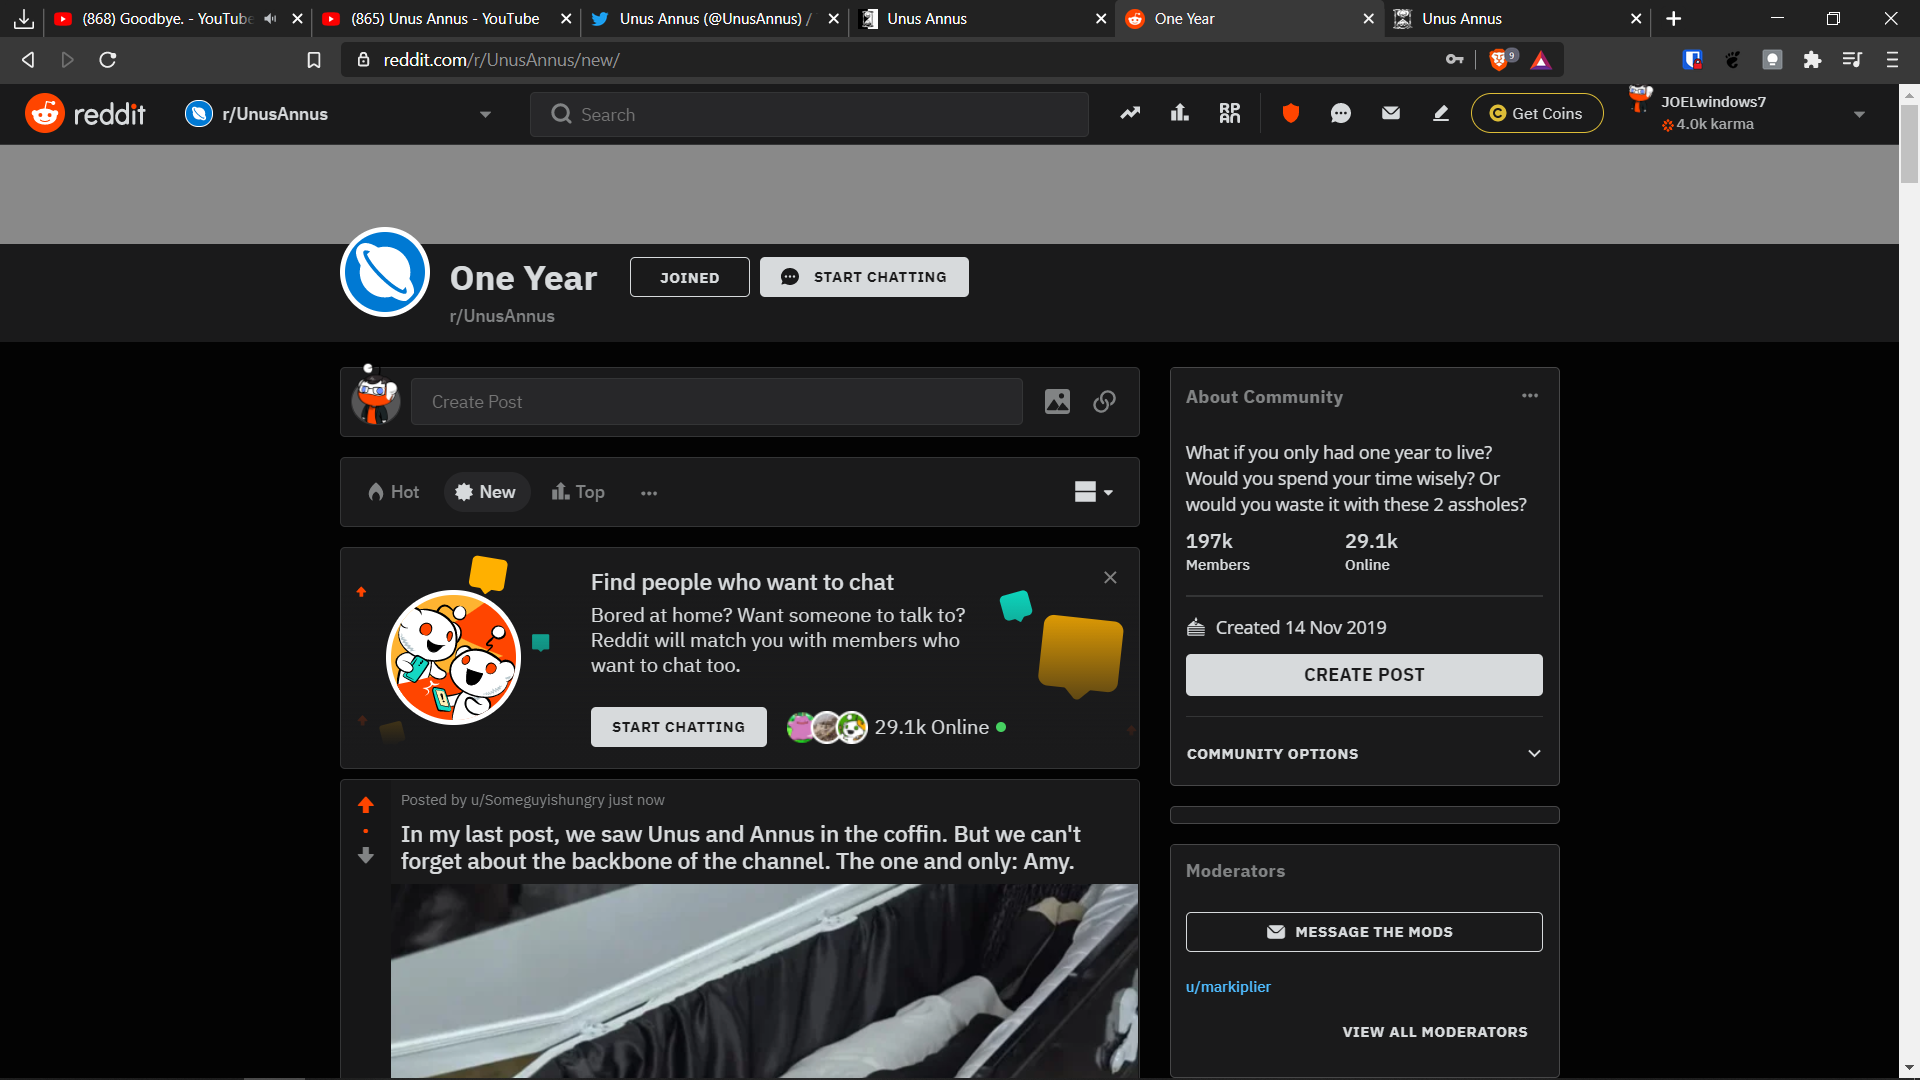 (868) Goodbye. - YouTube
(865) Unus Annus - YouTube
Unus Annus (@UnusAnnus) /
Unus Annus
One Year
Unus Annus
reddit.com/r/UnusAnnus/new/
9
reddit
r/UnusAnnus
Search
Get Coins
JOELwindows7
4.0k karma
One Year
JOINED
START CHATTING
r/UnusAnnus
Create Post
Hot
New
Top
Find people who want to chat
Bored at home? Want someone to talk to?
Reddit will match you with members who
want to chat too.
START CHATTING
29.1k Online
Posted by u/Someguyishungry just now
In my last post, we saw Unus and Annus in the coffin. But we can't
forget about the backbone of the channel. The one and only: Amy.
About Community
What if you only had one year to live?
Would you spend your time wisely? Or
would you waste it with these 2 assholes?
197k
29.1k
Members
Online
Created 14 Nov 2019
CREATE POST
COMMUNITY OPTIONS
Moderators
MESSAGE THE MODS
u/markiplier
VIEW ALL MODERATORS